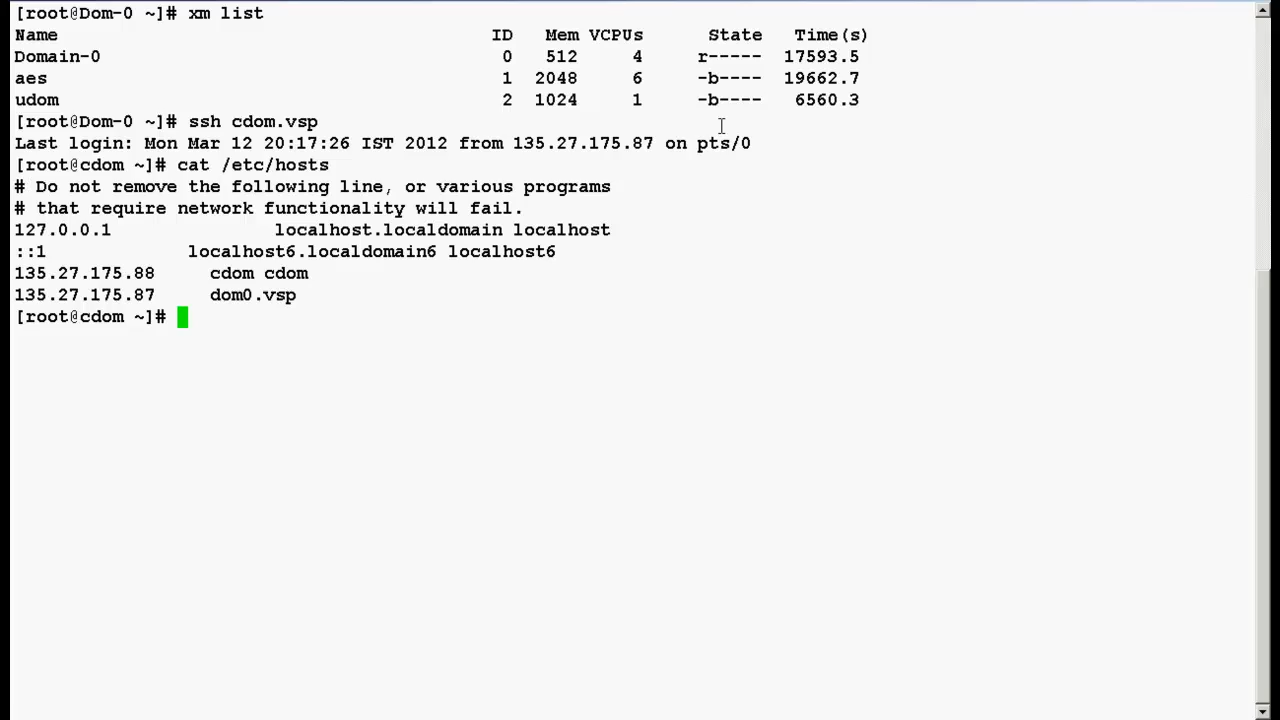 [root@Dom-0 ~]# xm list
Name ID Mem VCPUs State Time(s)
Domain-0 0 512 4 r----- 17593.5
aes 1 2048 6 -b---- 19662.7
udom 2 1024 1 -b---- 6560.3
[root@Dom-0 ~]# ssh cdom.vsp
Last login: Mon Mar 12 20:17:26 IST 2012 from 135.27.175.87 on pts/0
[root@cdom ~]# cat /etc/hosts
# Do not remove the following line, or various programs
# that require network functionality will fail.
127.0.0.1 localhost.localdomain localhost
::1 localhost6.localdomain6 localhost6
135.27.175.88 cdom cdom
135.27.175.87 dom0.vsp
[root@cdom ~]#